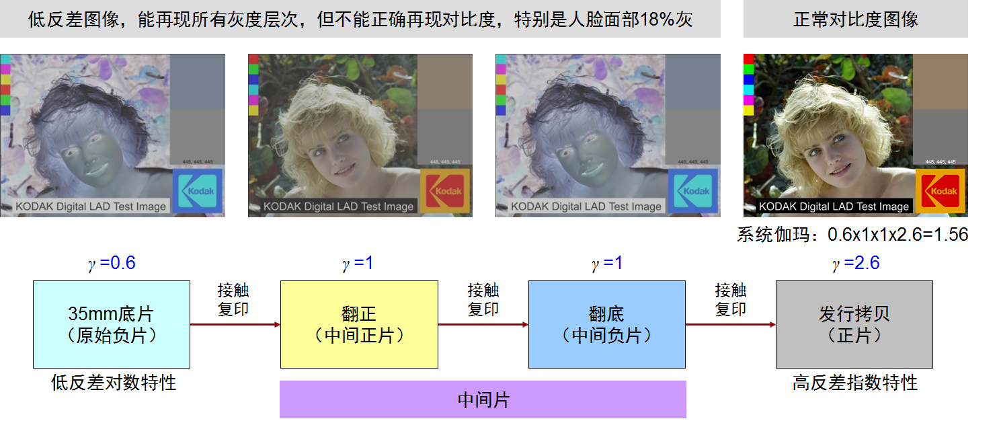 低反差图像，能再现所有灰度层次，但不能正确再现对比度，特别是人脸面部18%灰
正常对比度图像
445, 445, 445
Kodak
KODAK Digital LAD Test Image
445, 445, 445
Kodak
KODAK Digital LAD Test Image
445, 445, 445
Kodak
KODAK Digital LAD Test Image
445, 445, 445
Kodak
KODAK Digital LAD Test Image
系统伽玛：0.6x1x1x2.6=1.56
γ=0.6
γ=1
γ=1
γ=2.6
35mm底片
（原始负片）
接触
复印
翻正
（中间正片）
接触
复印
翻底
（中间负片）
接触
复印
发行拷贝
（正片）
低反差对数特性
高反差指数特性
中间片